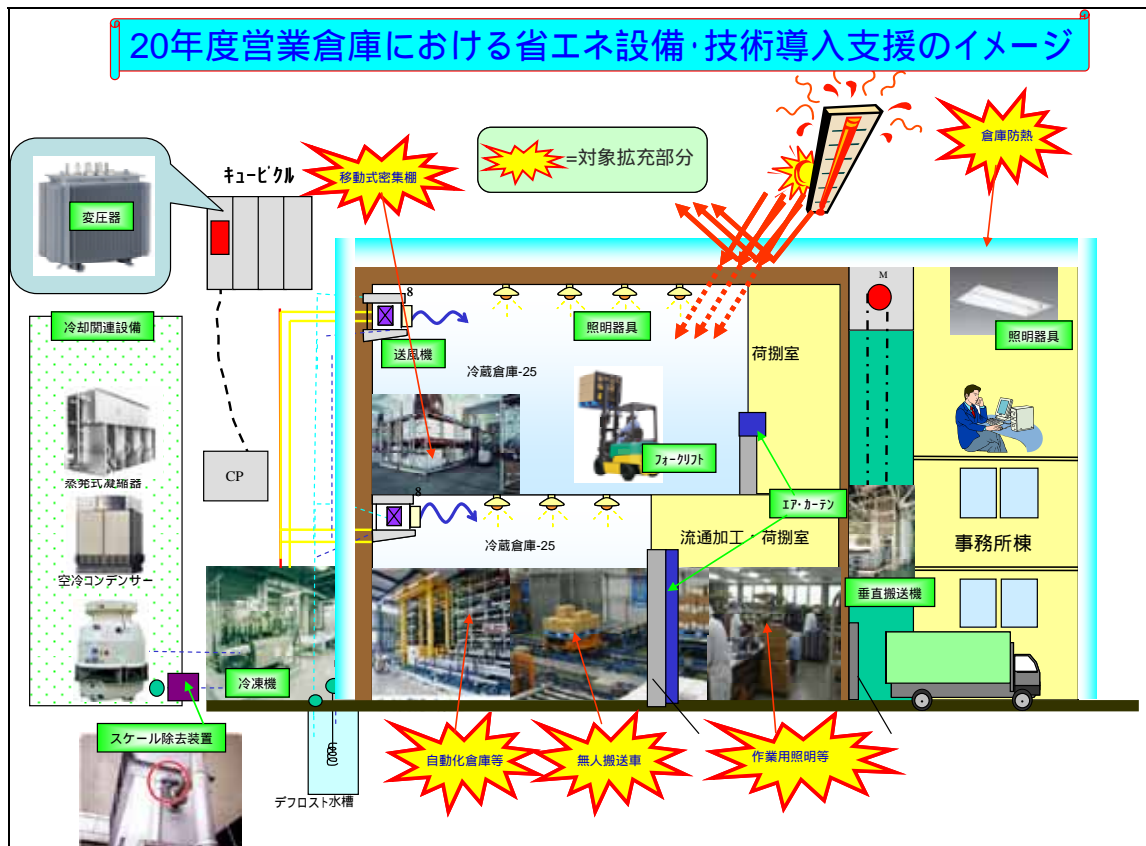 20年度営業倉庫における省エネ設備・技術導入支援のイメージ
変圧器
キュービクル
移動式密集棚
=対象拡充部分
倉庫防熱
冷却関連設備
8
送風機
照明器具
冷蔵倉庫-25
荷捌室
M
照明器具
蒸発式凝縮器
CP
フォークリフト
8
冷蔵倉庫-25
エア・カーテン
流通加工・荷捌室
事務所棟
空冷コンデンサー
垂直搬送機
冷凍機
スケール除去装置
自動化倉庫等
無人搬送車
作業用照明等
デフロスト水槽